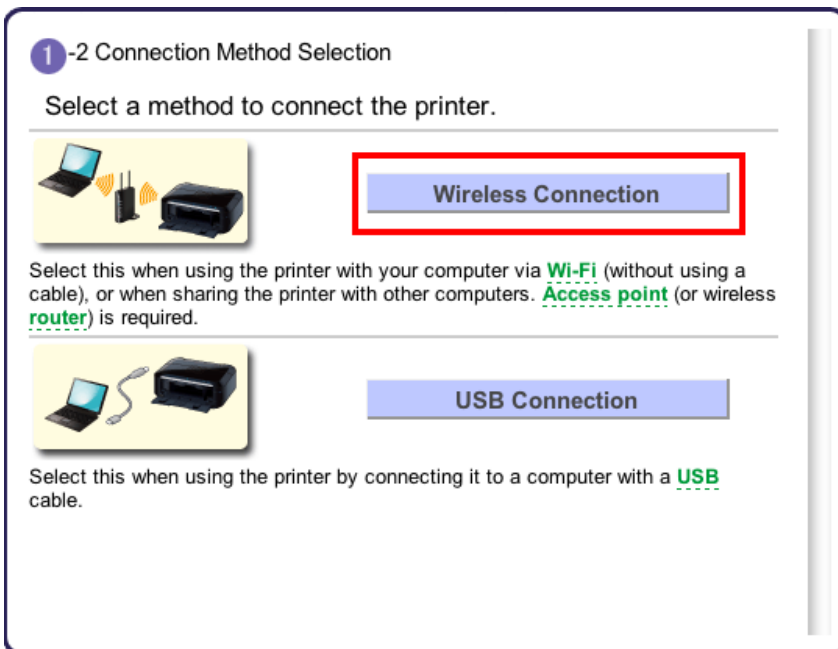 1-2 Connection Method Selection
Select a method to connect the printer.
Wireless Connection
Select this when using the printer with your computer via Wi-Fi (without using a
cable), or when sharing the printer with other computers. Access point (or wireless
router) is required.
USB Connection
Select this when using the printer by connecting it to a computer with a USB
cable.